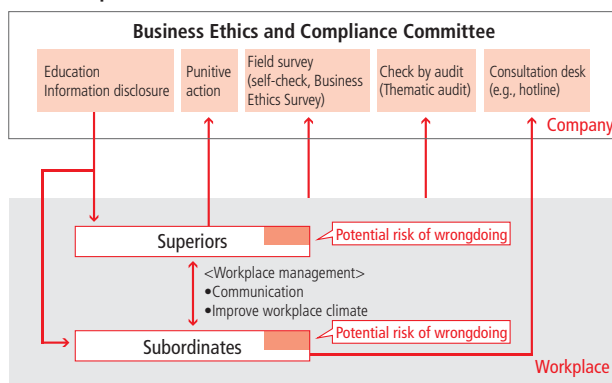 Business Ethics and Compliance Committee
Education
Information disclosure
Punitive
action
Field survey
(self-check, Business
Ethics Survey)
Check by audit
(Thematic audit)
Consultation desk
(e.g., hotline)
Company
Superiors
Potential risk of wrongdoing
<Workplace management>
●Communication
●Improve workplace climate
Subordinates
Potential risk of wrongdoing
Workplace